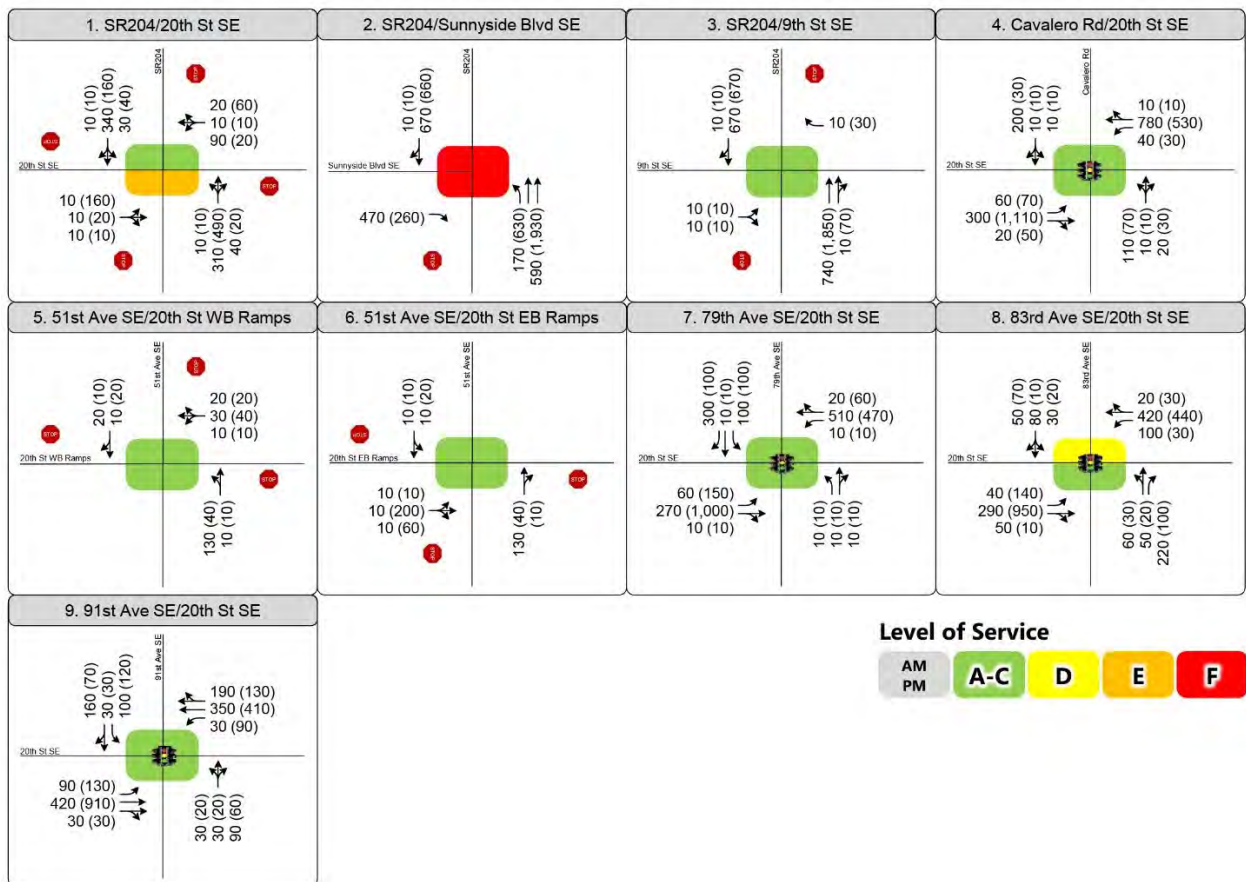 1. SR204/20th St SE
SR204
STOP
10 (10)
340 (160)
30 (40)
20 (60)
10 (10)
90 (20)
STOP
20th St SE
10 (160)
10 (20)
10 (10)
STOP
STOP
10 (10)
310 (490)
40 (20)
2. SR204/Sunnyside Blvd SE
SR204
10 (10)
670 (660)
Sunnyside Blvd SE
470 (260)
STOP
170 (630)
590 (1,930)
3. SR204/9th St SE
SR204
STOP
10 (10)
670 (670)
10 (30)
9th St SE
10 (10)
10 (10)
STOP
740 (1,850)
10 (70)
4. Cavalero Rd/20th St SE
Cavalero Rd
200 (30)
10 (10)
10 (10)
10 (10)
780 (530)
40 (30)
20th St SE
60 (70)
300 (1,110)
20 (50)
110 (70)
10 (10)
20 (30)
5. 51st Ave SE/20th St WB Ramps
51st Ave SE
STOP
20 (10)
10 (20)
20 (20)
30 (40)
10 (10)
STOP
20th St WB Ramps
STOP
130 (40)
10 (10)
6. 51st Ave SE/20th St EB Ramps
51st Ave SE
10 (10)
10 (20)
STOP
20th St EB Ramps
10 (10)
10 (200)
10 (60)
STOP
STOP
130 (40)
(10)
7. 79th Ave SE/20th St SE
79th Ave SE
300 (100)
10 (10)
100 (100)
20 (60)
510 (470)
10 (10)
20th St SE
60 (150)
270 (1,000)
10 (10)
10 (10)
10 (10)
10 (10)
8. 83rd Ave SE/20th St SE
83rd Ave SE
50 (70)
80 (10)
30 (20)
20 (30)
420 (440)
100 (30)
20th St SE
40 (140)
290 (950)
50 (10)
60 (30)
50 (20)
220 (100)
9. 91st Ave SE/20th St SE
91st Ave SE
160 (70)
30 (30)
100 (120)
190 (130)
350 (410)
30 (90)
20th St SE
90 (130)
420 (910)
30 (30)
30 (20)
30 (20)
90 (60)
Level of Service
AM
PM
A-C
D
E
F